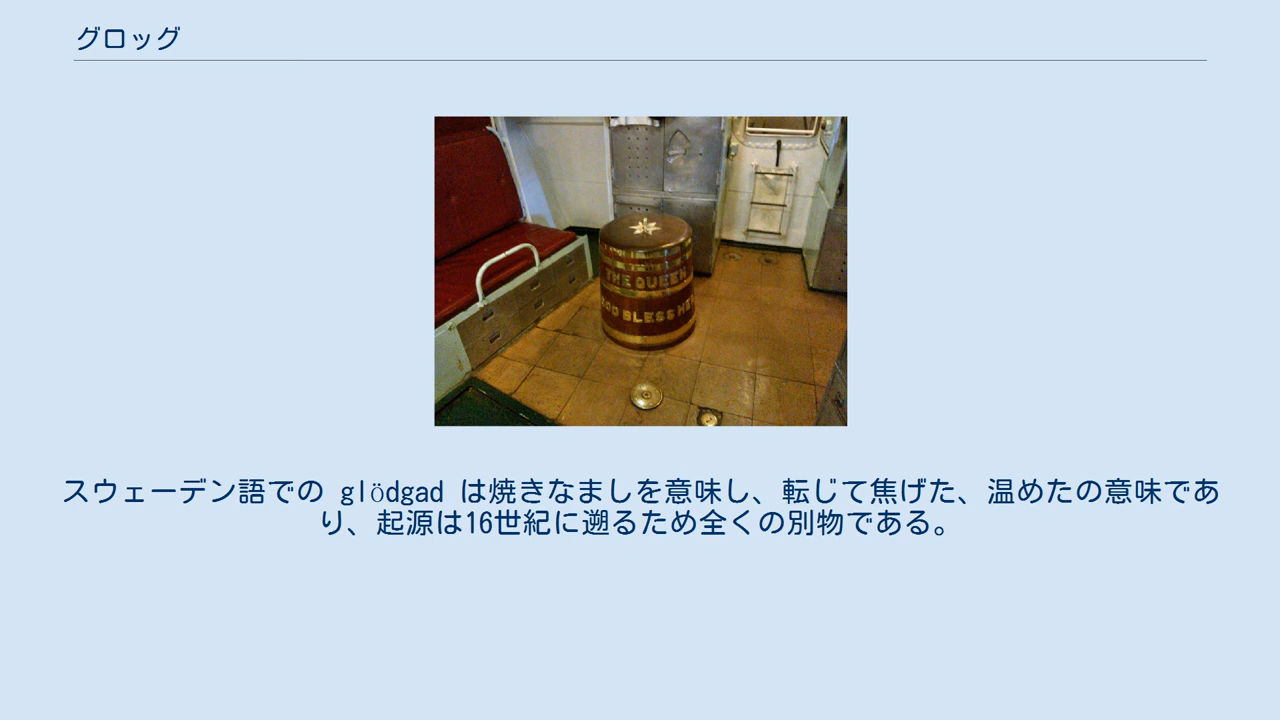 グロッグ
THE QUEEN
GOD BLESS HER
スウェーデン語での glödgad は焼きなましを意味し、転じて焦げた、温めたの意味であ
り、起源は16世紀に遡るため全くの別物である。